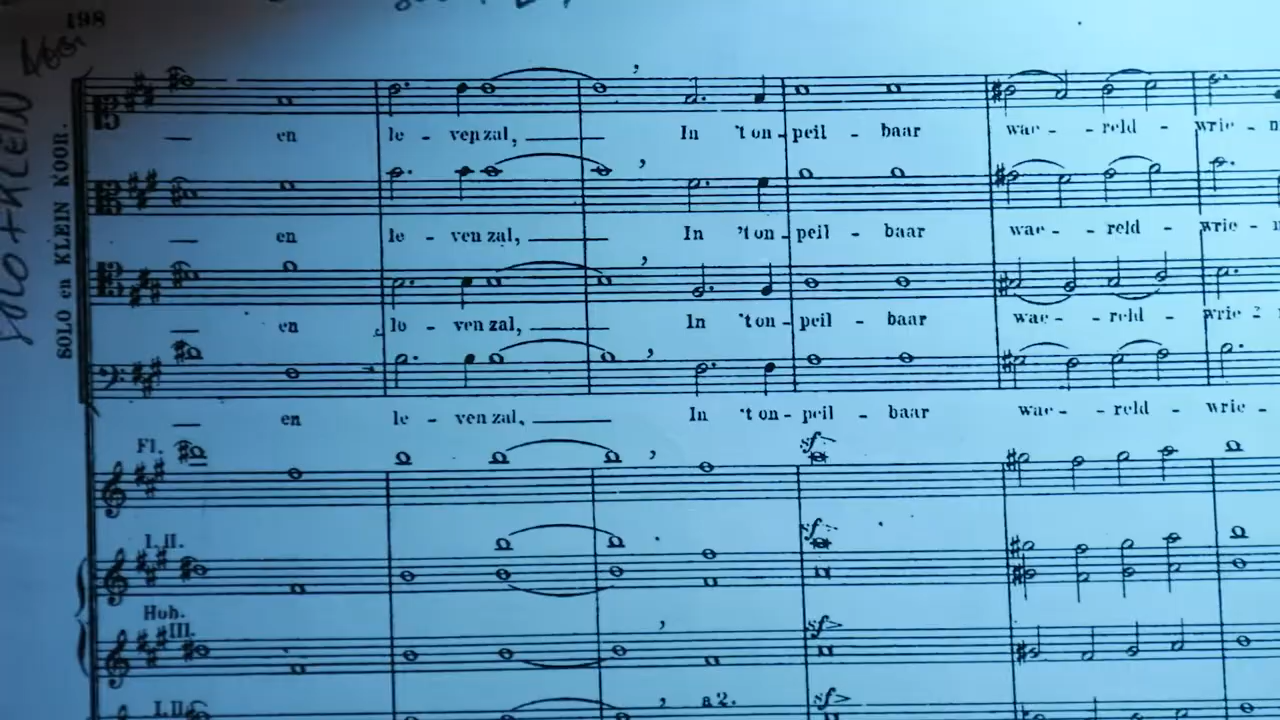 198
SOLO + KLEIN
SOLO en KLEIN KOOR.
— en le - ven zal, In 't on - peil - baar wae - - reld - wrie - n
— en le - ven zal, In 't on - peil - baar wae - - reld - wrie - n
— en le - ven zal, In 't on - peil - baar wae - - reld - wrie -
— en le - ven zal, In 't on - peil - baar wae - - reld - wrie -
Fl.
sf>
I.II.
sf>
Hob.
III.
sf>
I.II
a 2.
sf>